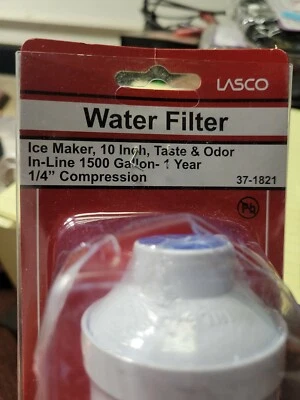 LASCO
Water Filter
Ice Maker, 10 Inch, Taste & Odor
In-Line 1500 Gallon- 1 Year
1/4" Compression 37-1821
Pb